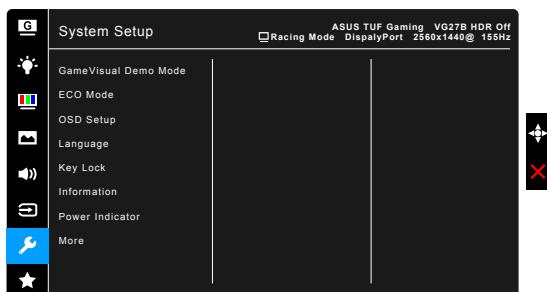 G
System Setup
ASUS TUF Gaming VG27B HDR Off
Racing Mode DispalyPort 2560x1440@ 155Hz
GameVisual Demo Mode
ECO Mode
OSD Setup
Language
Key Lock
Information
Power Indicator
More